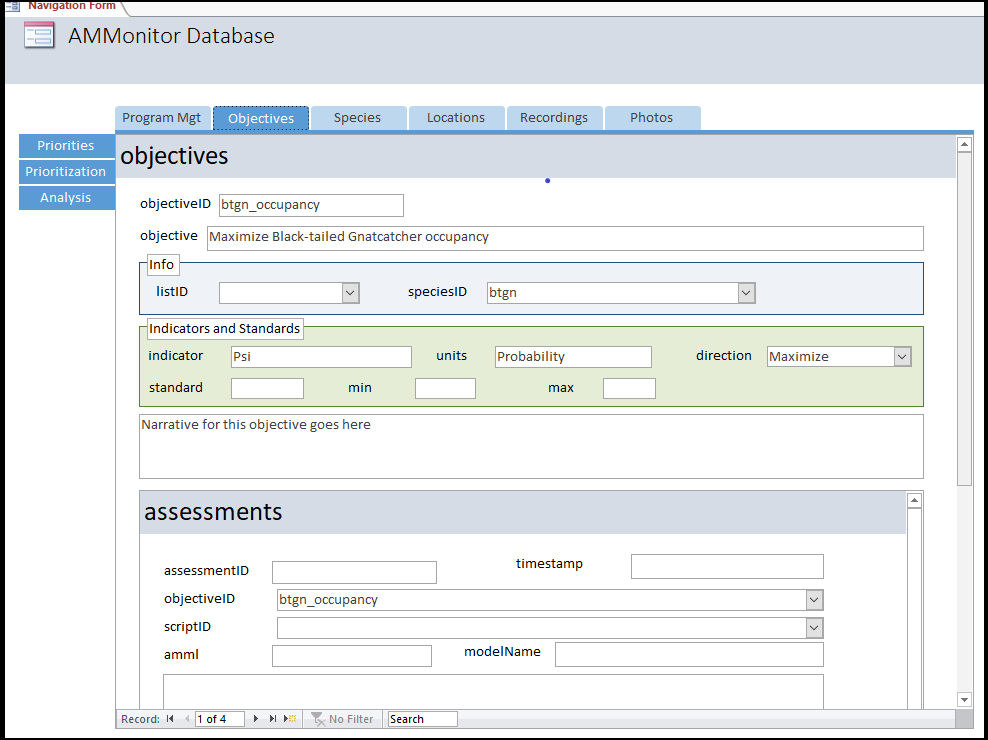 Navigation Form
AMMonitor Database
Program Mgt Objectives Species Locations Recordings Photos
Priorities
Prioritization
Analysis
objectives
objectiveID btgn_occupancy
objective Maximize Black-tailed Gnatcatcher occupancy
Info
listID speciesID btgn
Indicators and Standards
indicator Psi units Probability direction Maximize
standard min max
Narrative for this objective goes here
assessments
assessmentID timestamp
objectiveID btgn_occupancy
scriptID
amml modelName
Record: 1 of 4 No Filter Search